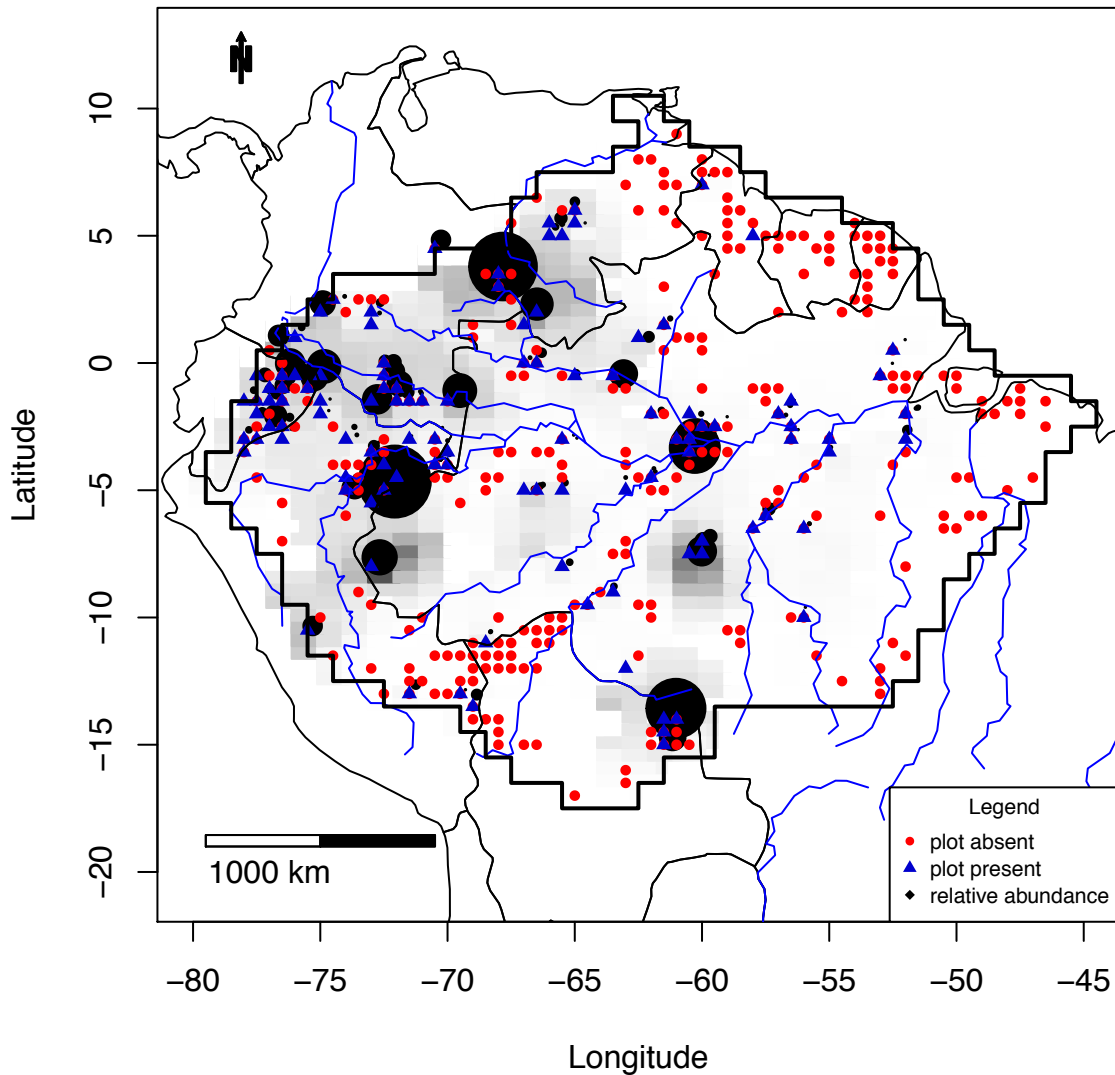 N
10
5
0
−5
−10
−15
−20
Latitude
1000 km
Legend
plot absent
plot present
relative abundance
−80 −75 −70 −65 −60 −55 −50 −45
Longitude